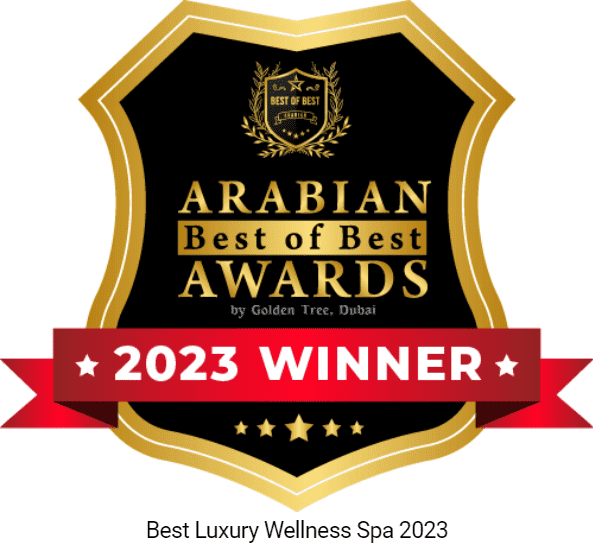 BEST OF BEST
ARABIAN
Best of Best
AWARDS
by Golden Tree, Dubai
2023 WINNER
Best Luxury Wellness Spa 2023